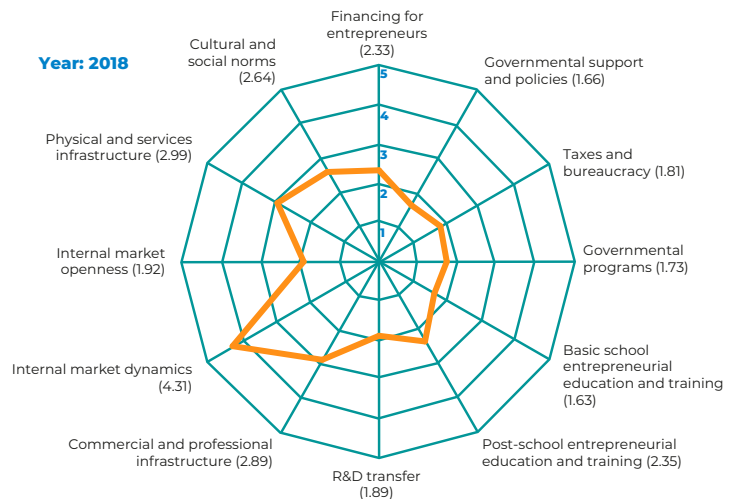 Year: 2018
Financing for
entrepreneurs
(2.33)
Governmental support
and policies (1.66)
Taxes and
bureaucracy (1.81)
Governmental
programs (1.73)
Basic school
entrepreneurial
education and training
(1.63)
Post-school entrepreneurial
education and training (2.35)
R&D transfer
(1.89)
Commercial and professional
infrastructure (2.89)
Internal market dynamics
(4.31)
Internal market
openness (1.92)
Physical and services
infrastructure (2.99)
Cultural and
social norms
(2.64)
5
4
3
2
1